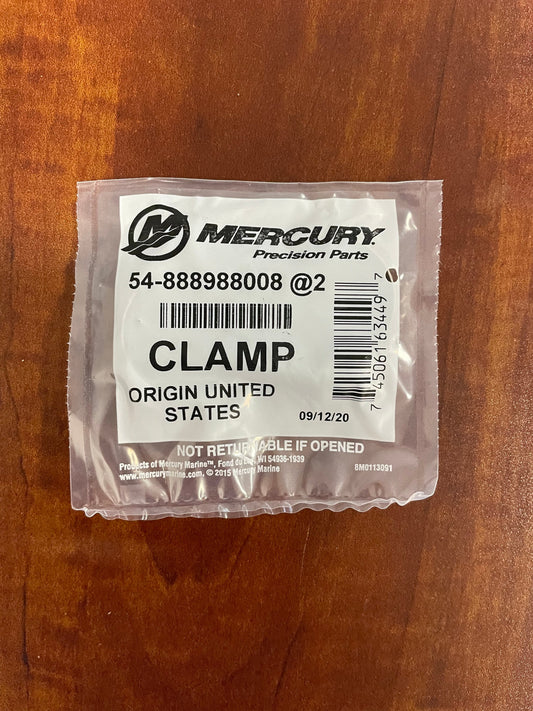 MERCURY
Precision Parts
54-888988008 @2
CLAMP
ORIGIN UNITED
STATES
09/12/20
7 45061 63449 7
NOT RETURNABLE IF OPENED
Products of Mercury Marine™, Fond du Lac, WI 54936-1939
www.mercurymarine.com. © 2015 Mercury Marine
8M0113091